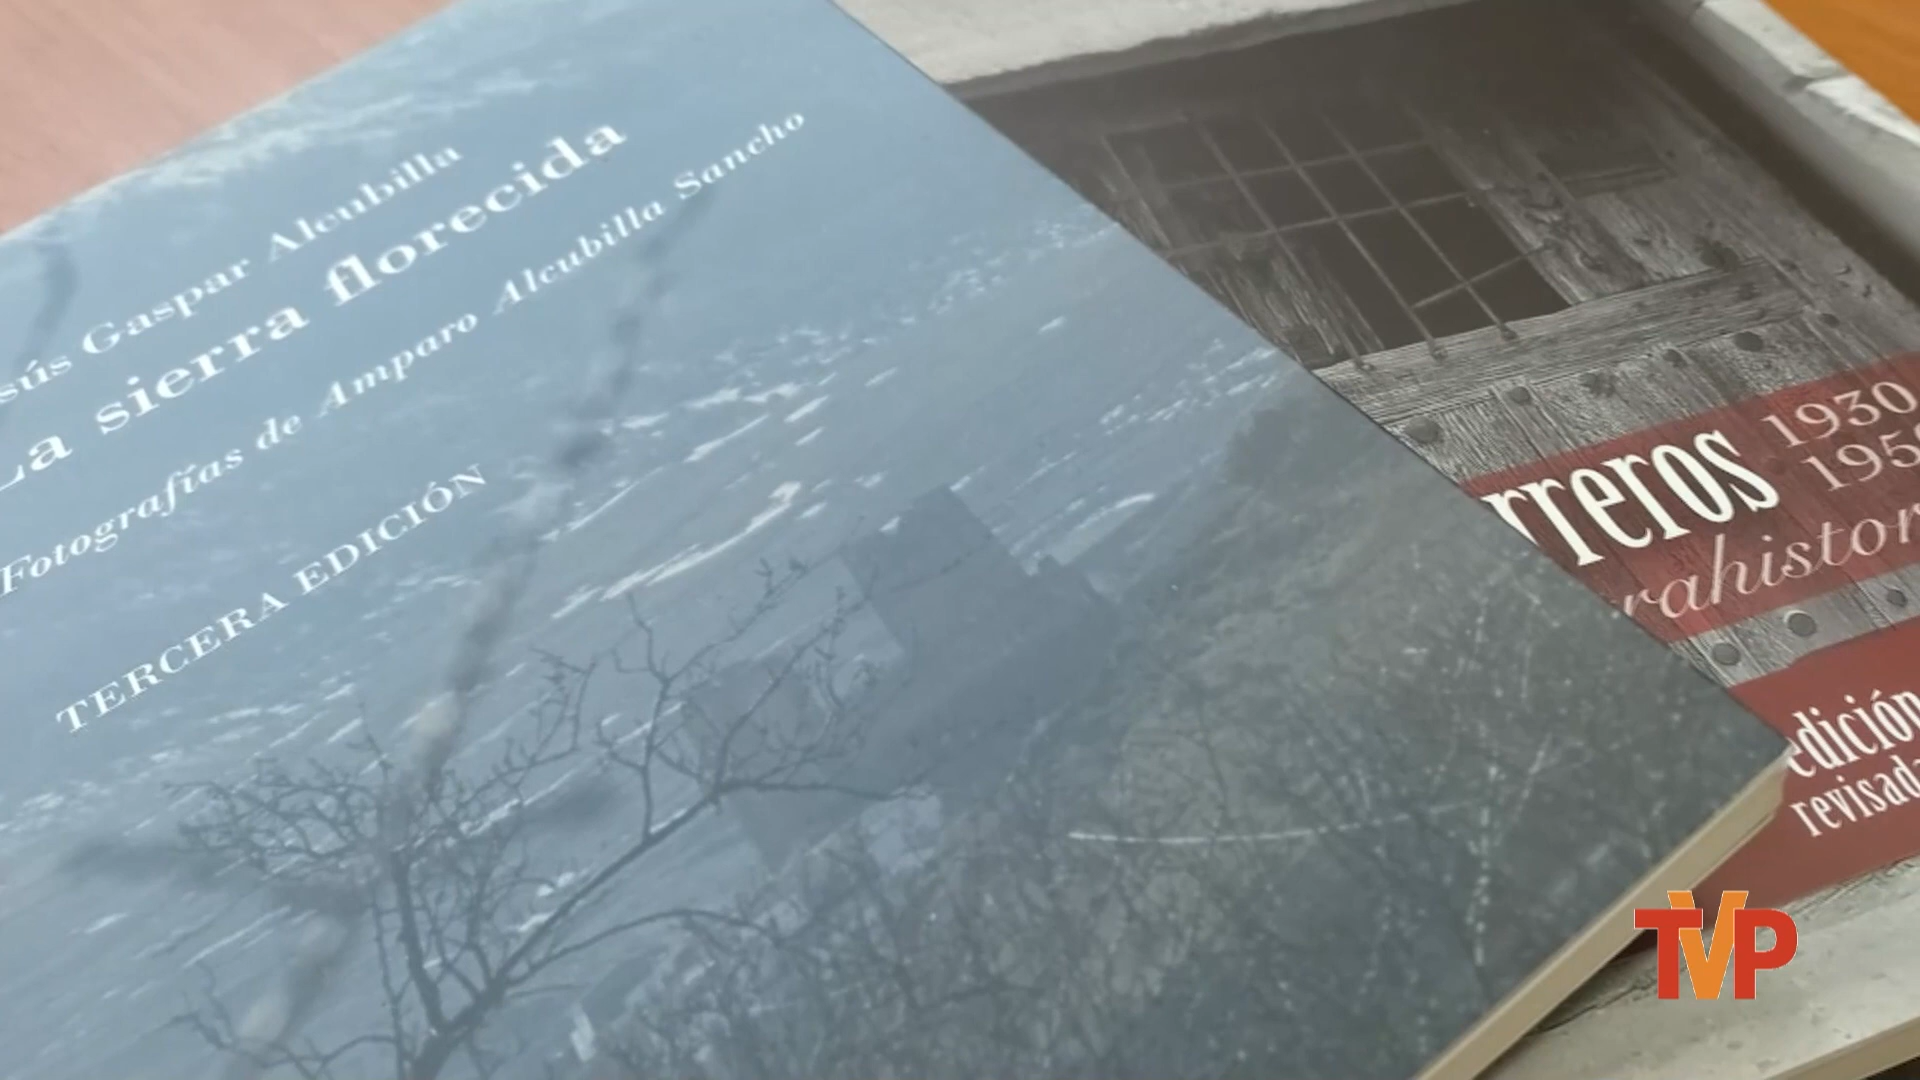 sús Gaspar Alcubilla
La sierra florecida
Fotografías de Amparo Alcubilla Sancho
TERCERA EDICIÓN
rreros 1930
195
rahistor
edición
revisad
TVP